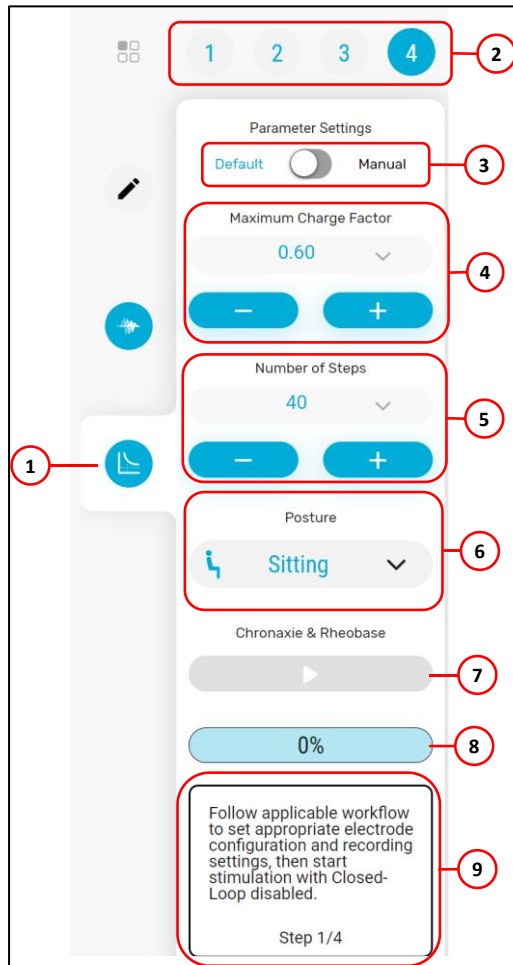 1 2 3 4
2
Parameter Settings
Default Manual
3
Maximum Charge Factor
0.60
− +
4
Number of Steps
40
− +
5
1
Posture
Sitting
6
Chronaxie & Rheobase
7
0%
8
Follow applicable workflow
to set appropriate electrode
configuration and recording
settings, then start
stimulation with Closed-
Loop disabled.
9
Step 1/4